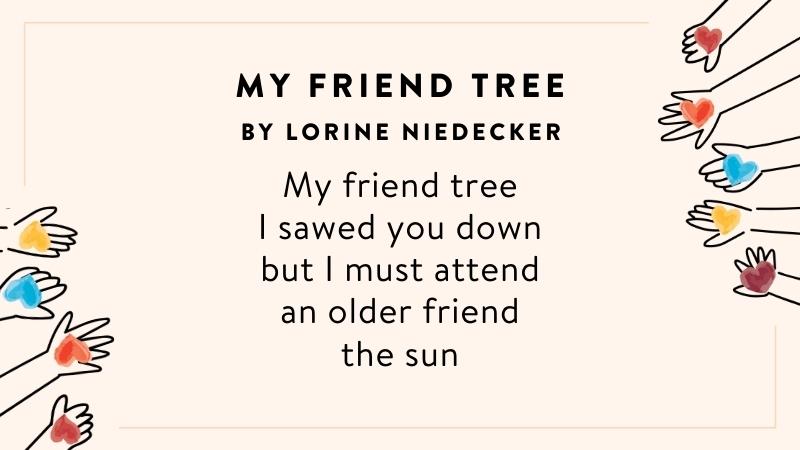 MY FRIEND TREE
BY LORINE NIEDECKER
My friend tree
I sawed you down
but I must attend
an older friend
the sun